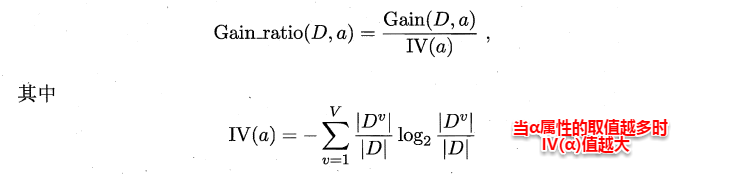 Gain_ratio(D, a) = Gain(D, a) / IV(a) ,
其中
IV(a) = − ∑_{v=1}^{V} |D^v| / |D| log₂ |D^v| / |D|
当α属性的取值越多时
IV(α)值越大